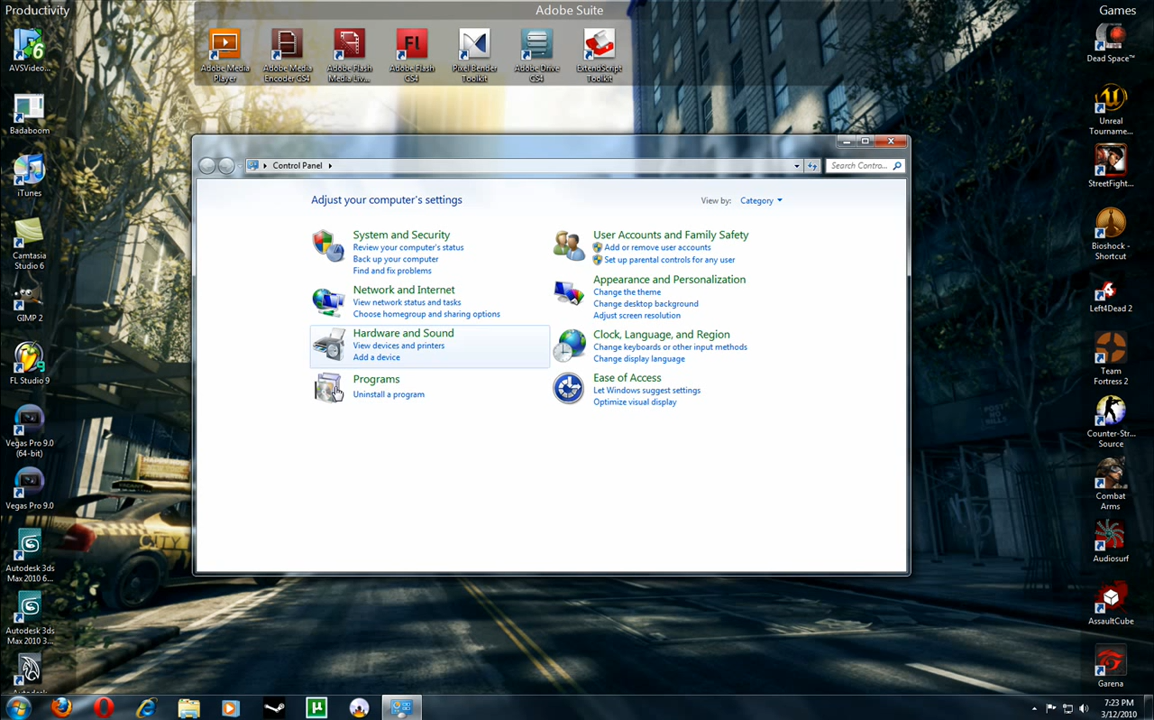 Productivity
Adobe Suite
Games
AVSVideo...
Badaboom
iTunes
Camtasia
Studio 6
GIMP 2
FL Studio 9
Vegas Pro 9.0
(64-bit)
Vegas Pro 9.0
Autodesk 3ds
Max 2010 6...
Autodesk 3ds
Max 2010 3...
Adobe Media
Player
Adobe Media
Encoder CS4
Adobe Flash
Media Liv...
Adobe Flash
CS4
Pixel Bender
Toolkit
Adobe Drive
CS4
ExtendScript
Toolkit
Control Panel
Search Contro...
Adjust your computer's settings
View by: Category
System and Security
Review your computer's status
Back up your computer
Find and fix problems
Network and Internet
View network status and tasks
Choose homegroup and sharing options
Hardware and Sound
View devices and printers
Add a device
Programs
Uninstall a program
User Accounts and Family Safety
Add or remove user accounts
Set up parental controls for any user
Appearance and Personalization
Change the theme
Change desktop background
Adjust screen resolution
Clock, Language, and Region
Change keyboards or other input methods
Change display language
Ease of Access
Let Windows suggest settings
Optimize visual display
Dead Space™
Unreal
Tourname...
StreetFight...
Bioshock -
Shortcut
Left4Dead 2
Team
Fortress 2
Counter-Str...
Source
Combat
Arms
Audiosurf
AssaultCube
Garena
7:23 PM
3/12/2010